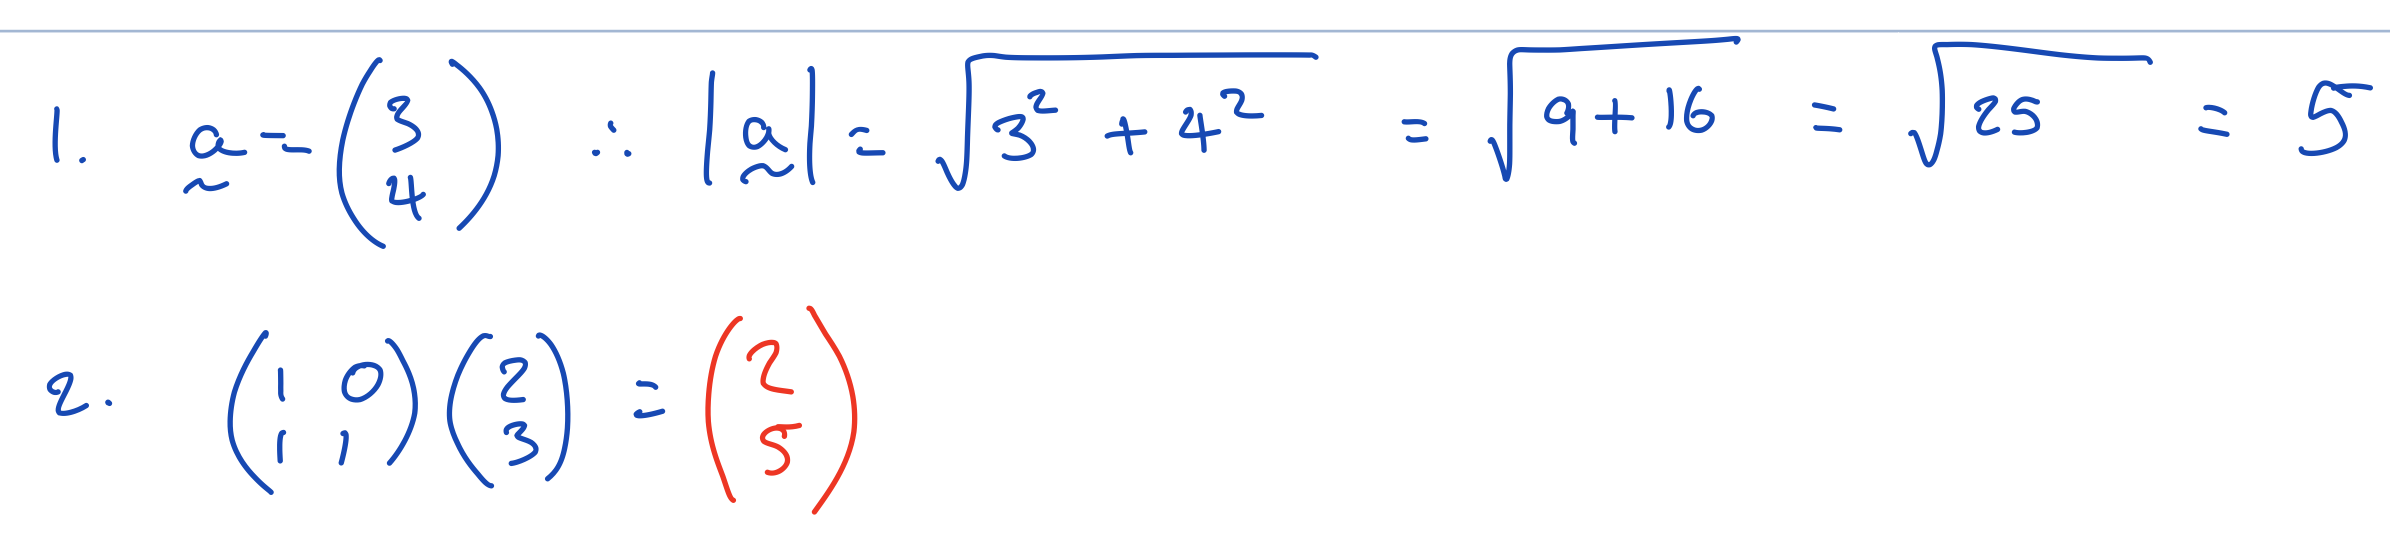 1. a̰ = (3 4) ∴ |a̰| = √(3² + 4²) = √(9 + 16) = √25 = 5
2. (1 0 1 1)(2 3) = (2 5)